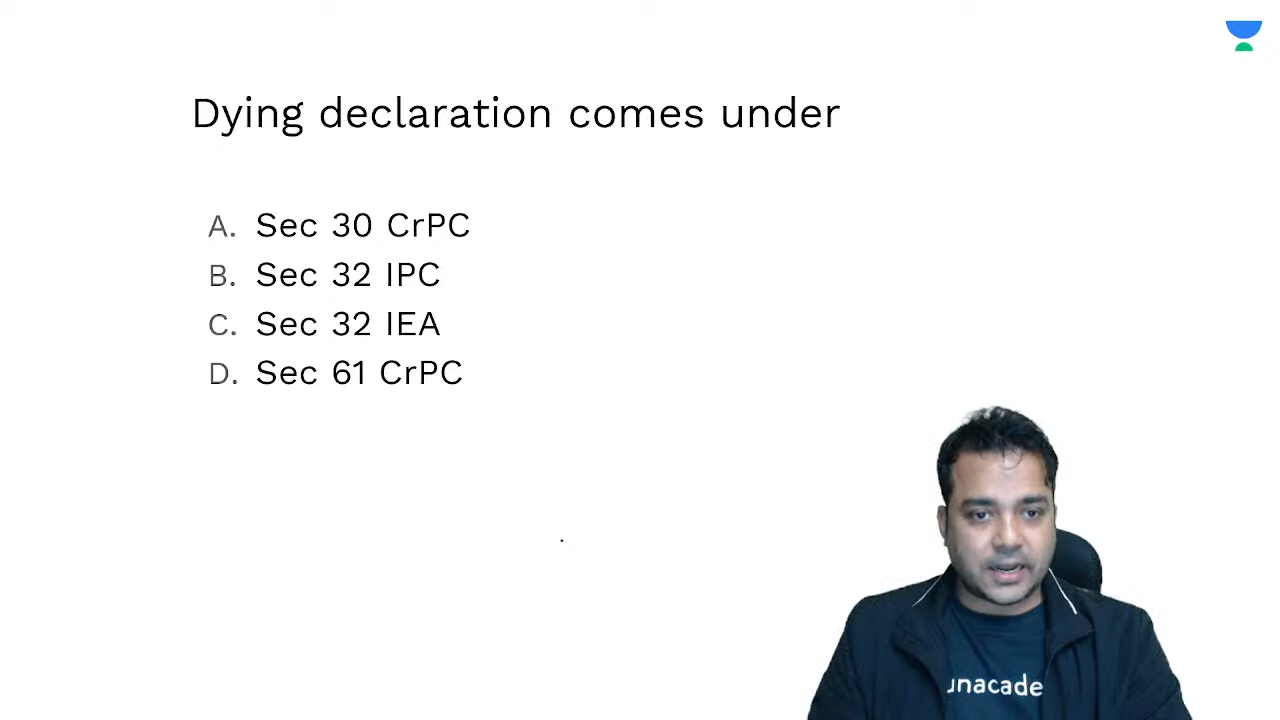 Dying declaration comes under
A. Sec 30 CrPC
B. Sec 32 IPC
C. Sec 32 IEA
D. Sec 61 CrPC
unacade